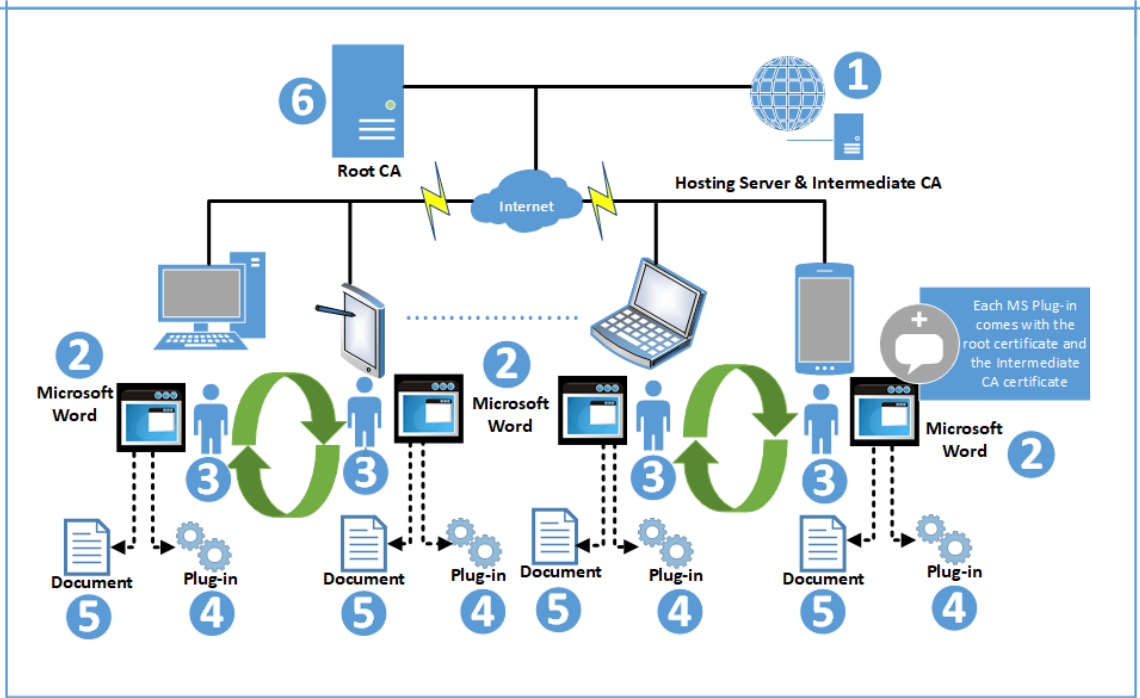 1
6
Root CA
Hosting Server & Intermediate CA
Internet
Each MS Plug-in
comes with the
root certificate and
the Intermediate
CA certificate
2
Microsoft
Word
2
Microsoft
Word
Microsoft
Word
2
3
3
3
3
Document
Plug-in
Document
Plug-in
Document
Plug-in
Document
Plug-in
5
4
5
4
5
4
5
4